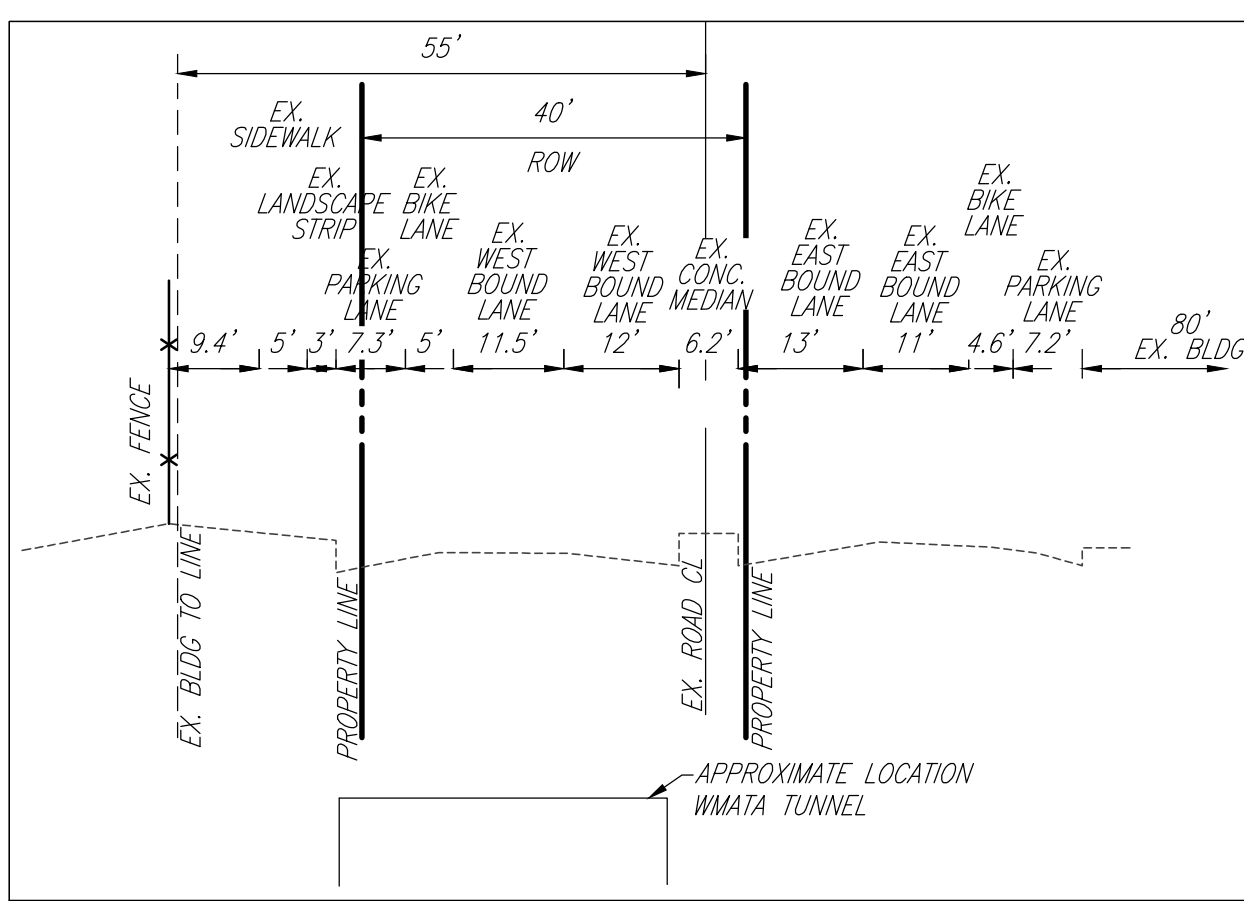 55'
40'
ROW
EX.
SIDEWALK
EX.
LANDSCAPE
STRIP
EX.
PARKING
LANE
EX.
BIKE
LANE
EX.
WEST
BOUND
LANE
EX.
WEST
BOUND
LANE
EX.
CONC.
MEDIAN
EX.
EAST
BOUND
LANE
EX.
EAST
BOUND
LANE
EX.
BIKE
LANE
EX.
PARKING
LANE
9.4' 5' 3' 7.3' 5' 11.5' 12' 6.2' 13' 11' 4.6' 7.2' 80'
EX. BLDG
EX. FENCE
EX. BLDG TO LINE
PROPERTY LINE
EX. ROAD CL
PROPERTY LINE
APPROXIMATE LOCATION
WMATA TUNNEL